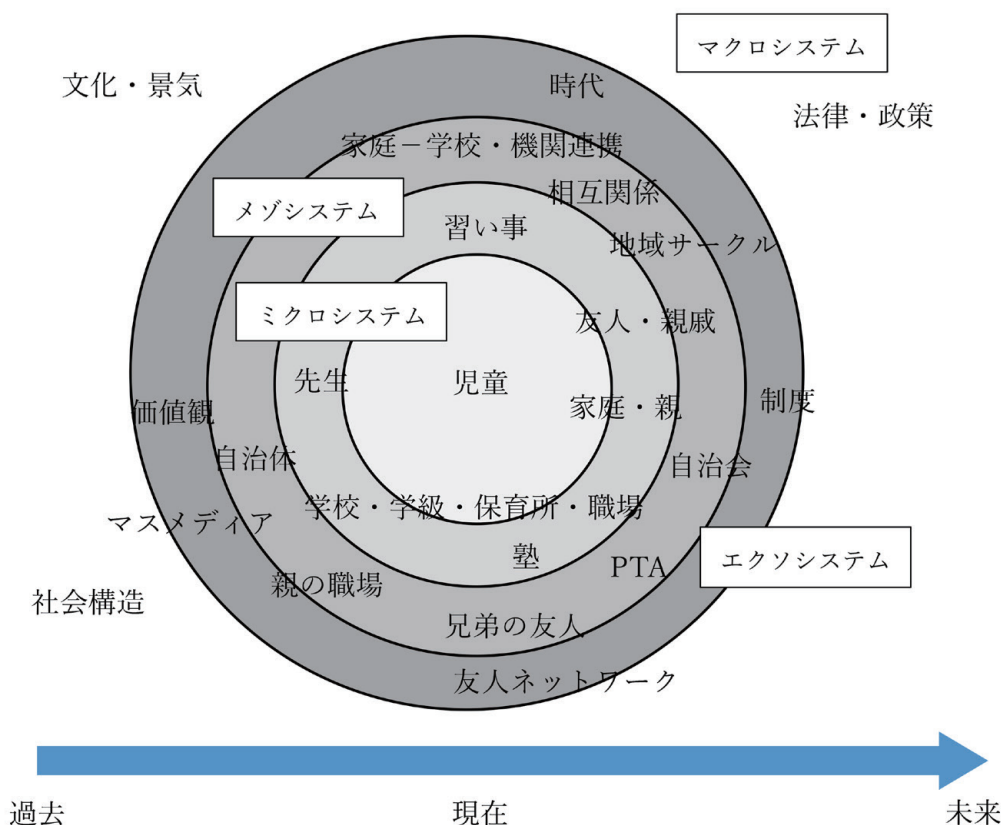 マクロシステム
文化・景気
時代
法律・政策
家庭－学校・機関連携
相互関係
メゾシステム
習い事
地域サークル
ミクロシステム
友人・親戚
先生
児童
家庭・親
制度
価値観
自治体
自治会
学校・学級・保育所・職場
マスメディア
塾
PTA
エクソシステム
親の職場
社会構造
兄弟の友人
友人ネットワーク
過去
現在
未来